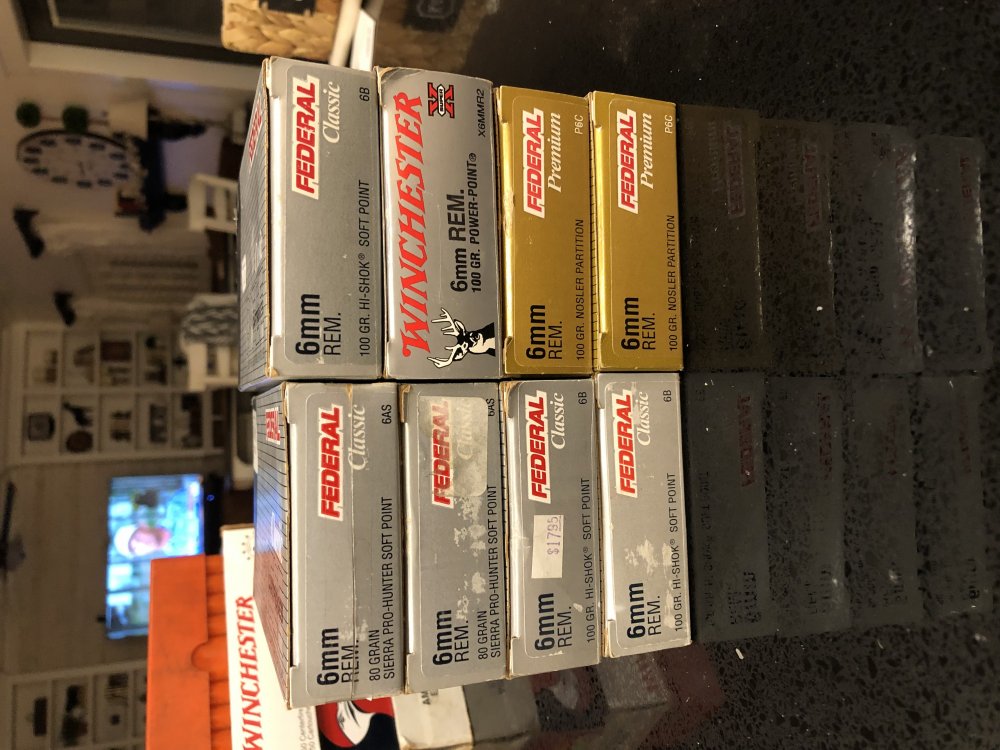 WINCHESTER
FEDERAL
Classic
6mm
REM.
6AS
80 GRAIN
SIERRA PRO-HUNTER SOFT POINT
FEDERAL
Classic
6mm
REM.
6AS
80 GRAIN
SIERRA PRO-HUNTER SOFT POINT
FEDERAL
Classic
$17.95
6mm
REM.
6B
100 GR. HI-SHOK® SOFT POINT
FEDERAL
Classic
6mm
REM.
6B
100 GR. HI-SHOK® SOFT POINT
FEDERAL
Classic
6mm
REM.
6B
100 GR. HI-SHOK® SOFT POINT
WINCHESTER
SUPER
X
6mm REM.
100 GR. POWER-POINT®
X6MMR2
FEDERAL
Premium
6mm
REM.
P6C
100 GR. NOSLER PARTITION
FEDERAL
Premium
6mm
REM.
P6C
100 GR. NOSLER PARTITION